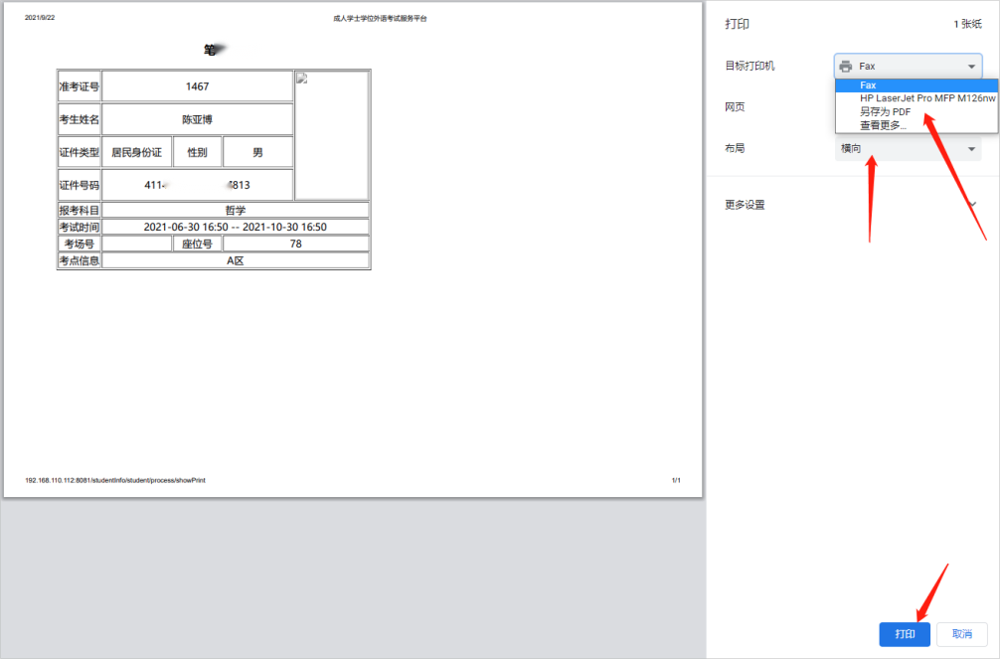 2021/9/22 成人学士学位外语考试服务平台
笔
准考证号 1467
考生姓名 陈亚博
证件类型 居民身份证 性别 男
证件号码 411 4813
报考科目 哲学
考试时间 2021-06-30 16:50 -- 2021-10-30 16:50
考场号 座位号 78
考点信息 A区
192.168.110.112:8081/studentInfo/student/process/showPrint 1/1
打印 1 张纸
目标打印机 Fax
Fax
HP LaserJet Pro MFP M126nw
另存为 PDF
查看更多...
网页
布局 横向
更多设置
打印 取消